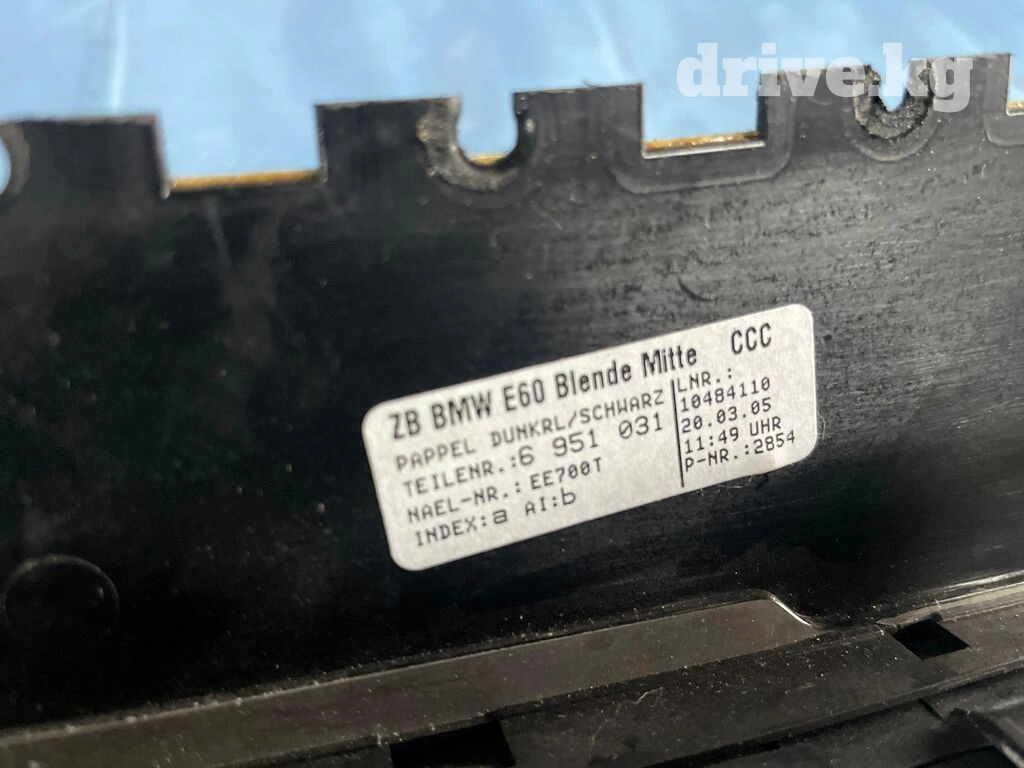 drive.kg
ZB BMW E60 Blende Mitte CCC
PAPPEL DUNKRL/SCHWARZ
TEILENR.:6 951 031
NAEL-NR.:EE700T
INDEX:a AI:b
LNR.:
10484110
20.03.05
11:49 UHR
P-NR.:2854